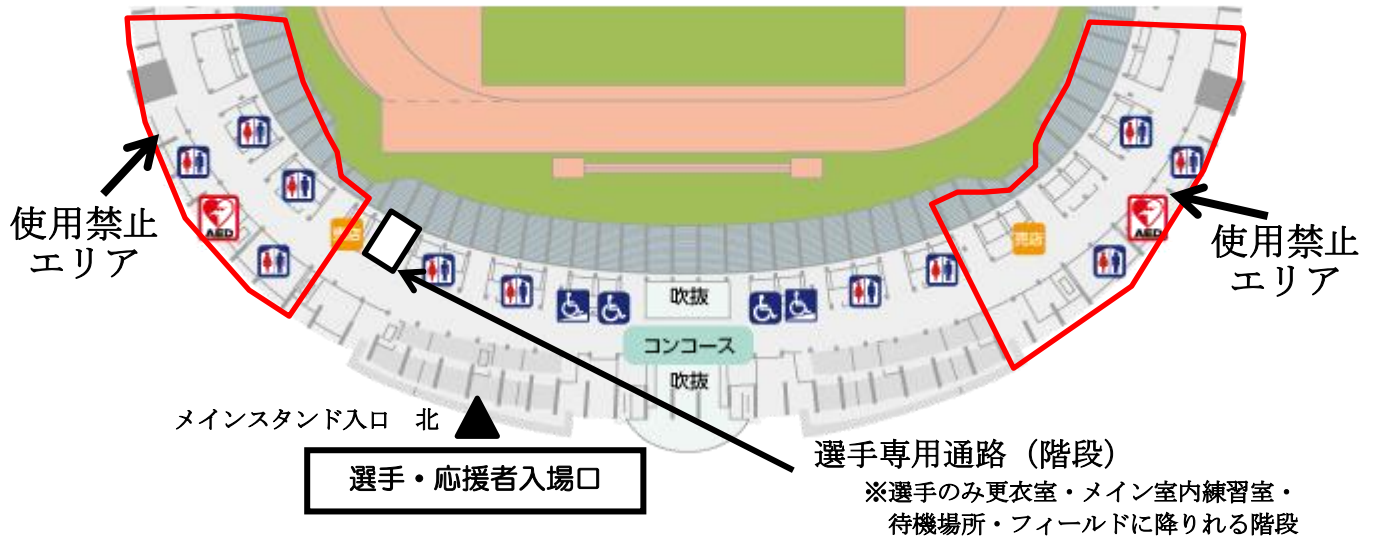 使用禁止
エリア
AED
売店
吹抜
コンコース
吹抜
売店
AED
使用禁止
エリア
メインスタンド入口 北
選手・応援者入場口
選手専用通路（階段）
※選手のみ更衣室・メイン室内練習室・
待機場所・フィールドに降りれる階段